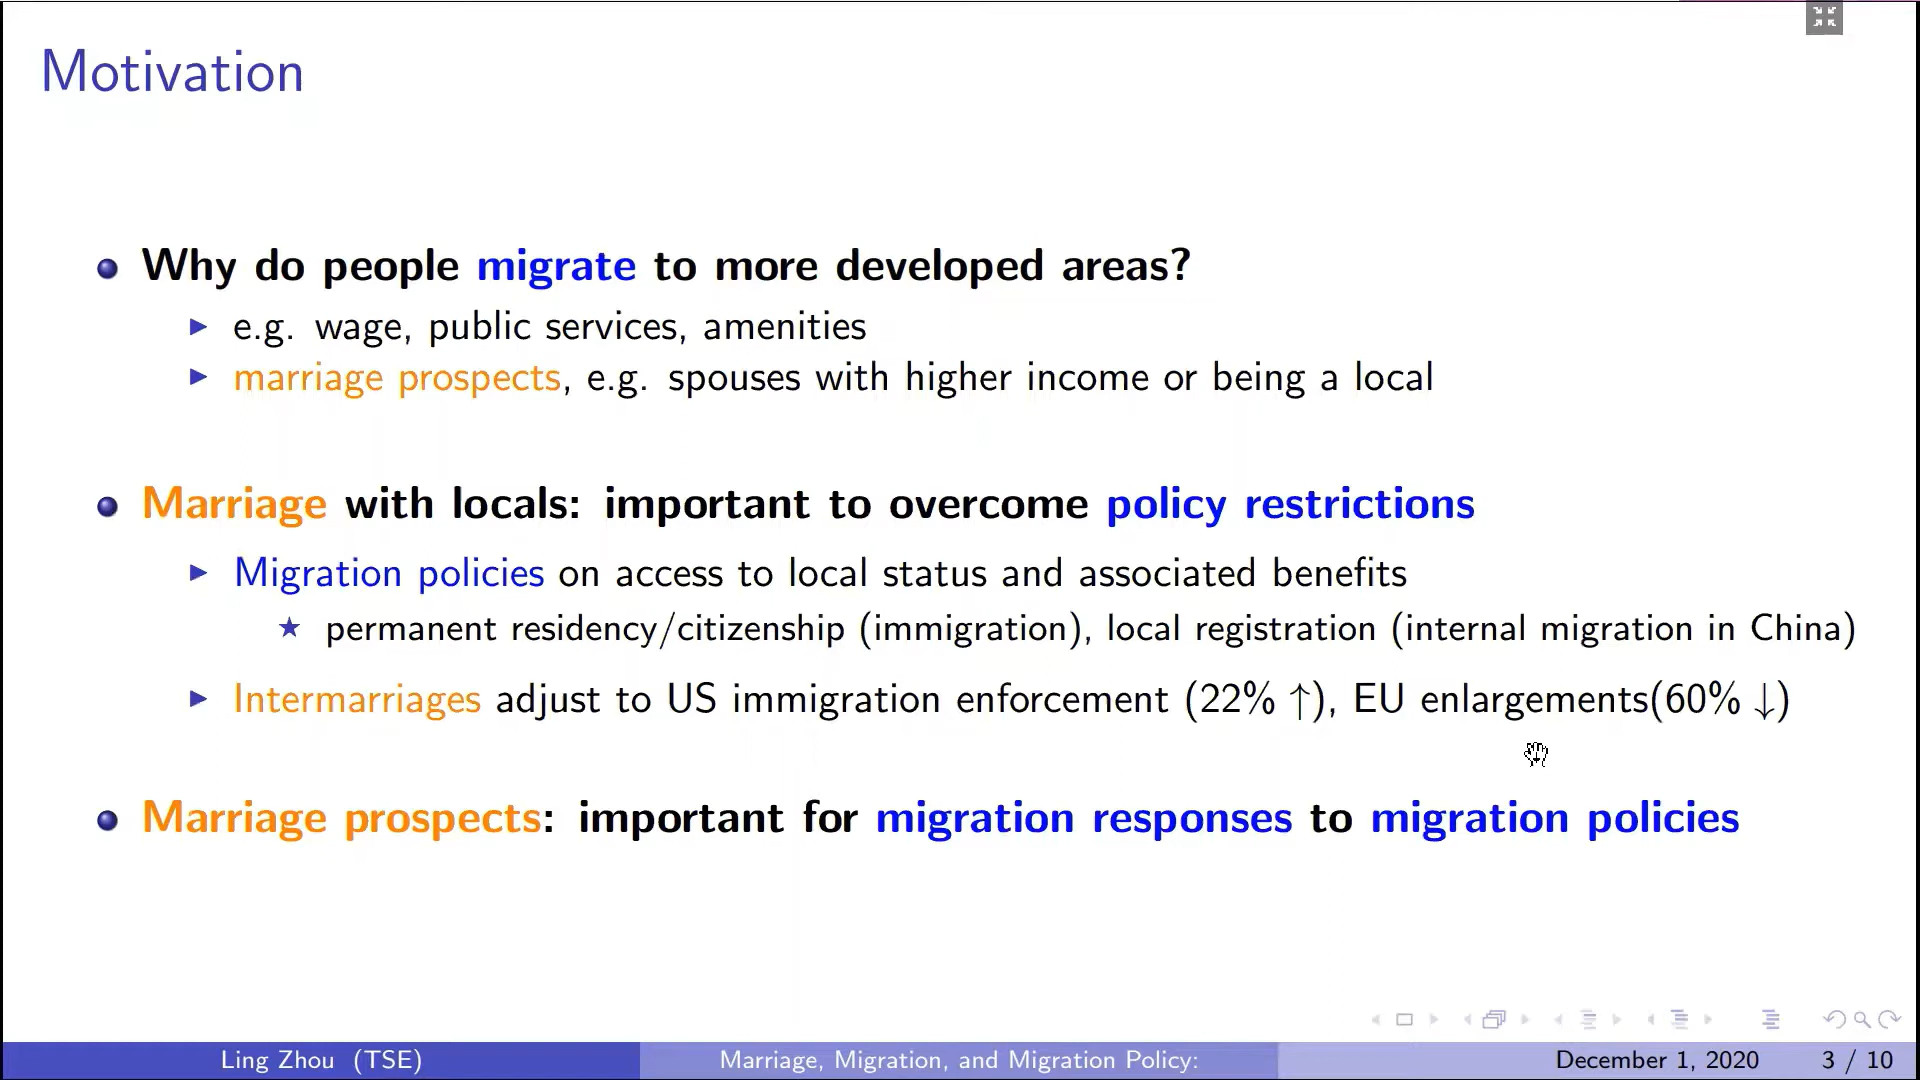 Motivation
Why do people migrate to more developed areas?
e.g. wage, public services, amenities
marriage prospects, e.g. spouses with higher income or being a local
Marriage with locals: important to overcome policy restrictions
Migration policies on access to local status and associated benefits
permanent residency/citizenship (immigration), local registration (internal migration in China)
Intermarriages adjust to US immigration enforcement (22% ↑), EU enlargements(60% ↓)
Marriage prospects: important for migration responses to migration policies
Ling Zhou (TSE) Marriage, Migration, and Migration Policy: December 1, 2020 3 / 10